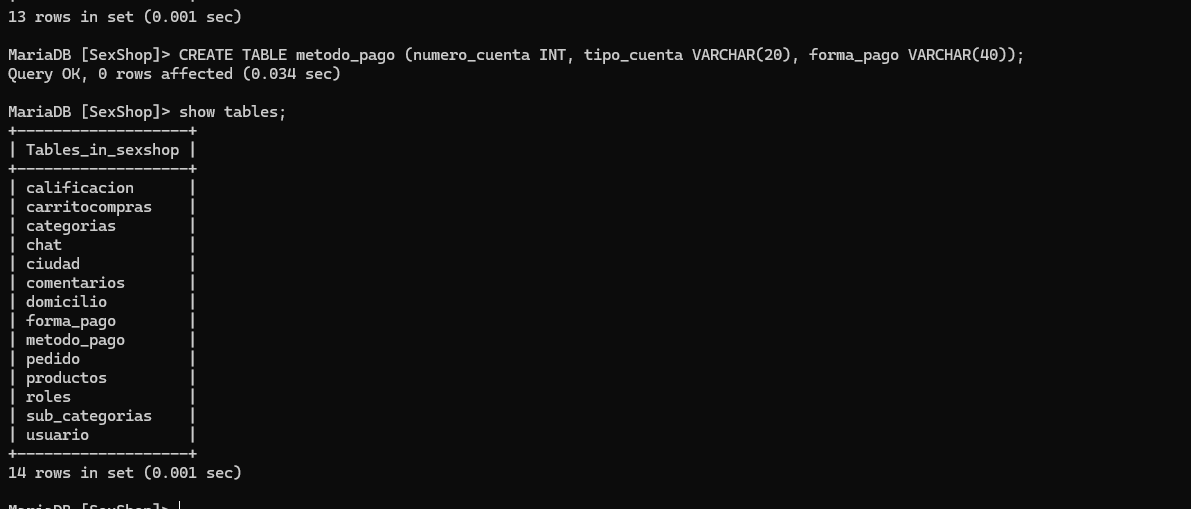 13 rows in set (0.001 sec)
MariaDB [SexShop]> CREATE TABLE metodo_pago (numero_cuenta INT, tipo_cuenta VARCHAR(20), forma_pago VARCHAR(40));
Query OK, 0 rows affected (0.034 sec)
MariaDB [SexShop]> show tables;
+-------------------+
| Tables_in_sexshop |
+-------------------+
| calificacion      |
| carritocompras    |
| categorias        |
| chat              |
| ciudad            |
| comentarios       |
| domicilio         |
| forma_pago        |
| metodo_pago       |
| pedido            |
| productos         |
| roles             |
| sub_categorias    |
| usuario           |
+-------------------+
14 rows in set (0.001 sec)
MariaDB [SexShop]>